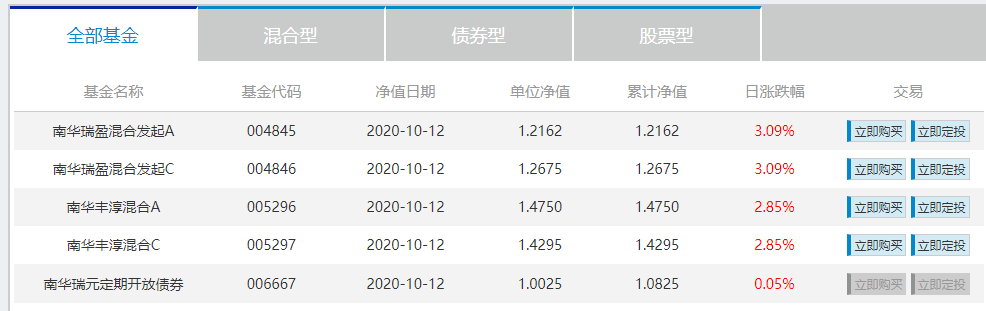 全部基金 混合型 债券型 股票型
基金名称 基金代码 净值日期 单位净值 累计净值 日涨跌幅 交易
南华瑞盈混合发起A 004845 2020-10-12 1.2162 1.2162 3.09% 立即购买 立即定投
南华瑞盈混合发起C 004846 2020-10-12 1.2675 1.2675 3.09% 立即购买 立即定投
南华丰淳混合A 005296 2020-10-12 1.4750 1.4750 2.85% 立即购买 立即定投
南华丰淳混合C 005297 2020-10-12 1.4295 1.4295 2.85% 立即购买 立即定投
南华瑞元定期开放债券 006667 2020-10-12 1.0025 1.0825 0.05% 立即购买 立即定投